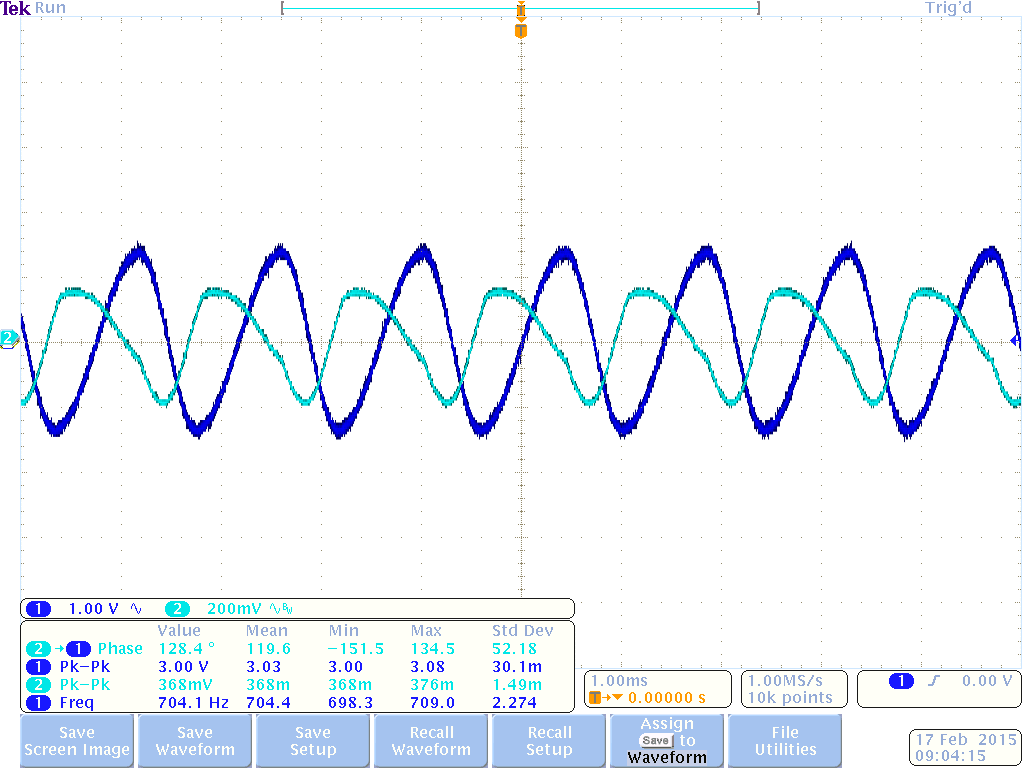 Tek Run Trig'd
T
T
2
1 1.00 V 2 200mV BW
Value Mean Min Max Std Dev
2 → 1 Phase 128.4 ° 119.6 −151.5 134.5 52.18
1 Pk−Pk 3.00 V 3.03 3.00 3.08 30.1m
2 Pk−Pk 368mV 368m 368m 376m 1.49m
1 Freq 704.1 Hz 704.4 698.3 709.0 2.274
1.00ms
T→▼ 0.00000 s
1.00MS/s
10k points
1 0.00 V
Save
Screen Image
Save
Waveform
Save
Setup
Recall
Waveform
Recall
Setup
Assign
Save to
Waveform
File
Utilities
17 Feb 2015
09:04:15